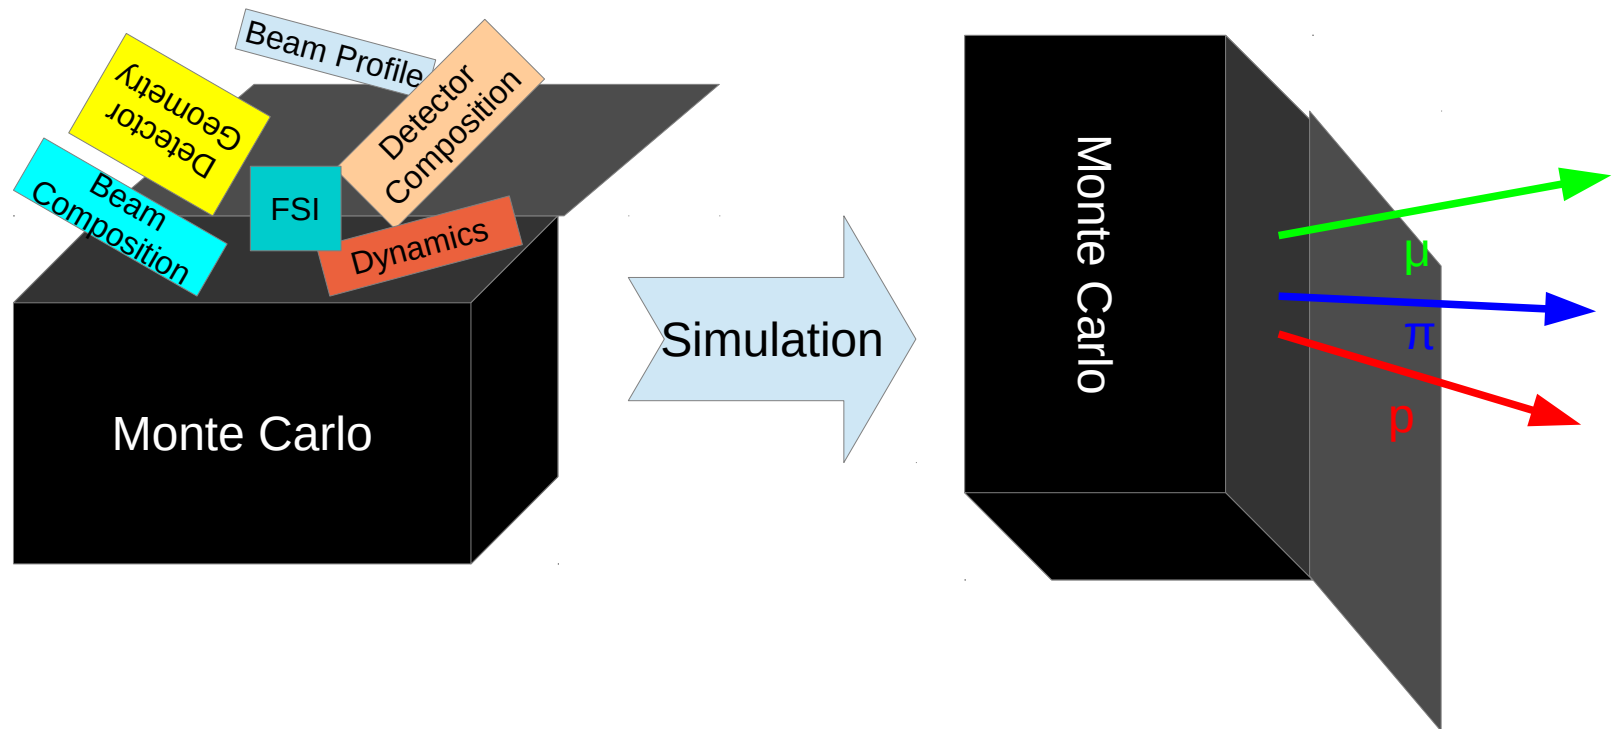 Beam Profile
Detector
Geometry
Detector
Composition
Beam
Composition
FSI
Dynamics
Monte Carlo
Simulation
Monte Carlo
μ
π
p